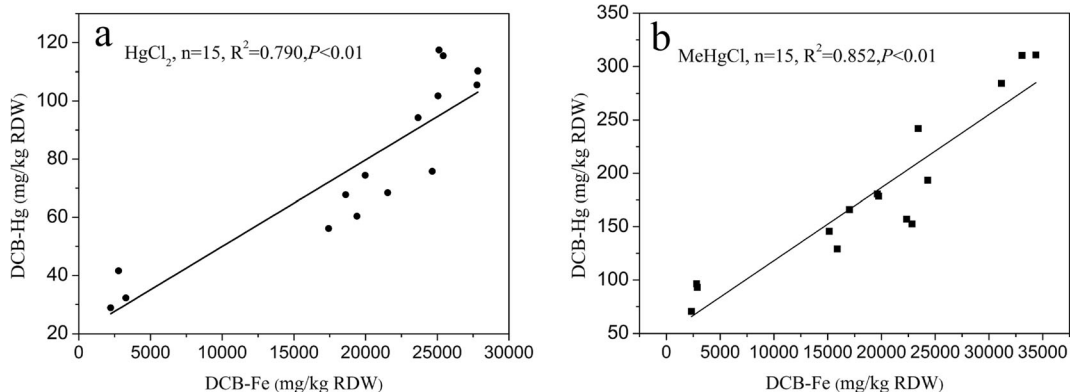 a
HgCl₂, n=15, R²=0.790,P<0.01
120
100
80
60
40
20
DCB-Hg (mg/kg RDW)
0 5000 10000 15000 20000 25000 30000
DCB-Fe (mg/kg RDW)
b
MeHgCl, n=15, R²=0.852,P<0.01
350
300
250
200
150
100
50
DCB-Hg (mg/kg RDW)
0 5000 10000 15000 20000 25000 30000 35000
DCB-Fe (mg/kg RDW)